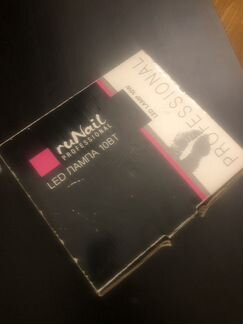 ruNail
PROFESSIONAL
LED ЛАМПА 10ВТ
LED LAMP 10W
PROFESSIONAL